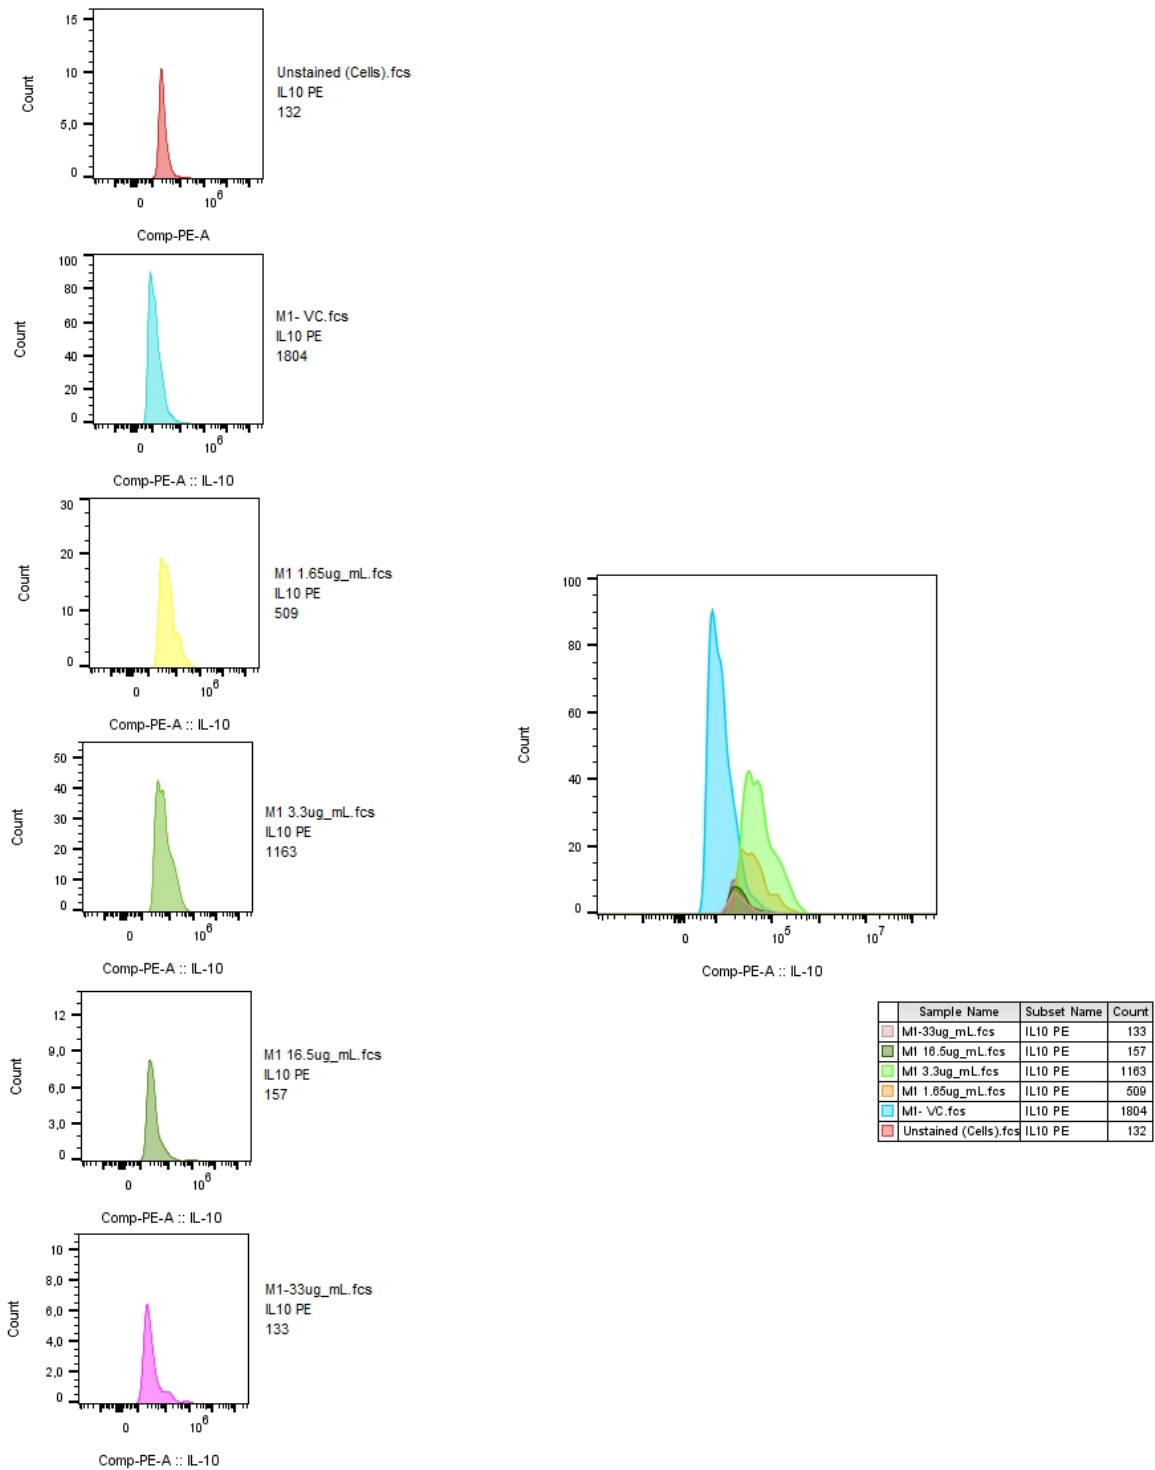 15
10
5,0
0
Count
0
10^6
Comp-PE-A
Unstained (Cells).fcs
IL10 PE
132
100
80
60
40
20
0
Count
0
10^6
Comp-PE-A :: IL-10
M1- VC.fcs
IL10 PE
1804
30
20
10
0
Count
0
10^6
Comp-PE-A :: IL-10
M1 1.65ug_mL.fcs
IL10 PE
509
50
40
30
20
10
0
Count
0
10^6
Comp-PE-A :: IL-10
M1 3.3ug_mL.fcs
IL10 PE
1163
12
9,0
6,0
3,0
0
Count
0
10^6
Comp-PE-A :: IL-10
M1 16.5ug_mL.fcs
IL10 PE
157
10
8,0
6,0
4,0
2,0
0
Count
0
10^6
Comp-PE-A :: IL-10
M1-33ug_mL.fcs
IL10 PE
133
100
80
60
40
20
0
Count
0
10^5
10^7
Comp-PE-A :: IL-10
Sample Name Subset Name Count
M1-33ug_mL.fcs IL10 PE 133
M1 16.5ug_mL.fcs IL10 PE 157
M1 3.3ug_mL.fcs IL10 PE 1163
M1 1.65ug_mL.fcs IL10 PE 509
M1- VC.fcs IL10 PE 1804
Unstained (Cells).fcs IL10 PE 132